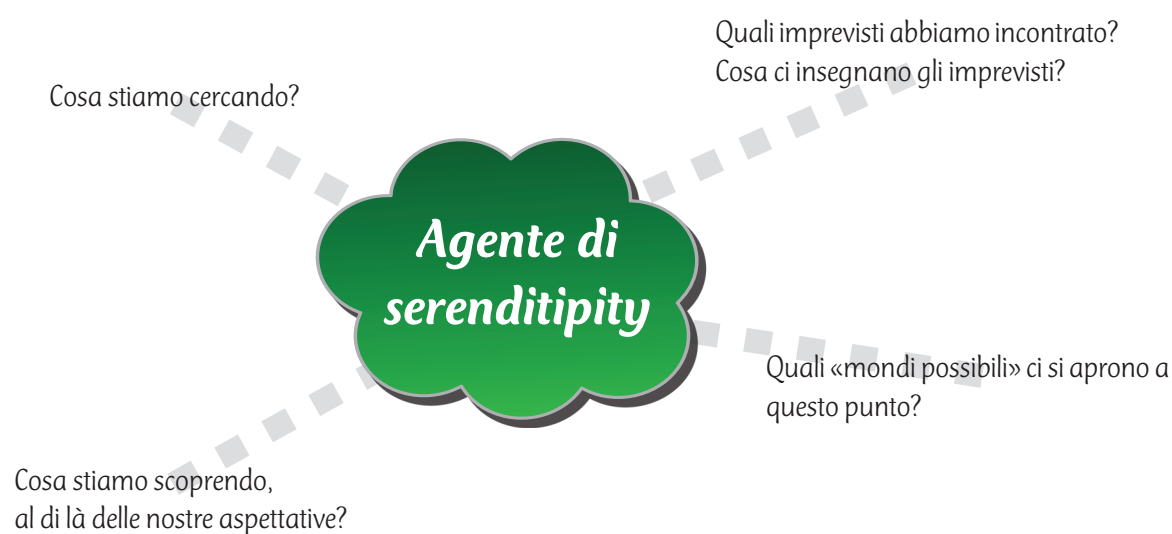 Quali imprevisti abbiamo incontrato?
Cosa ci insegnano gli imprevisti?
Cosa stiamo cercando?
Agente di
serenditipity
Quali «mondi possibili» ci si aprono a
questo punto?
Cosa stiamo scoprendo,
al di là delle nostre aspettative?